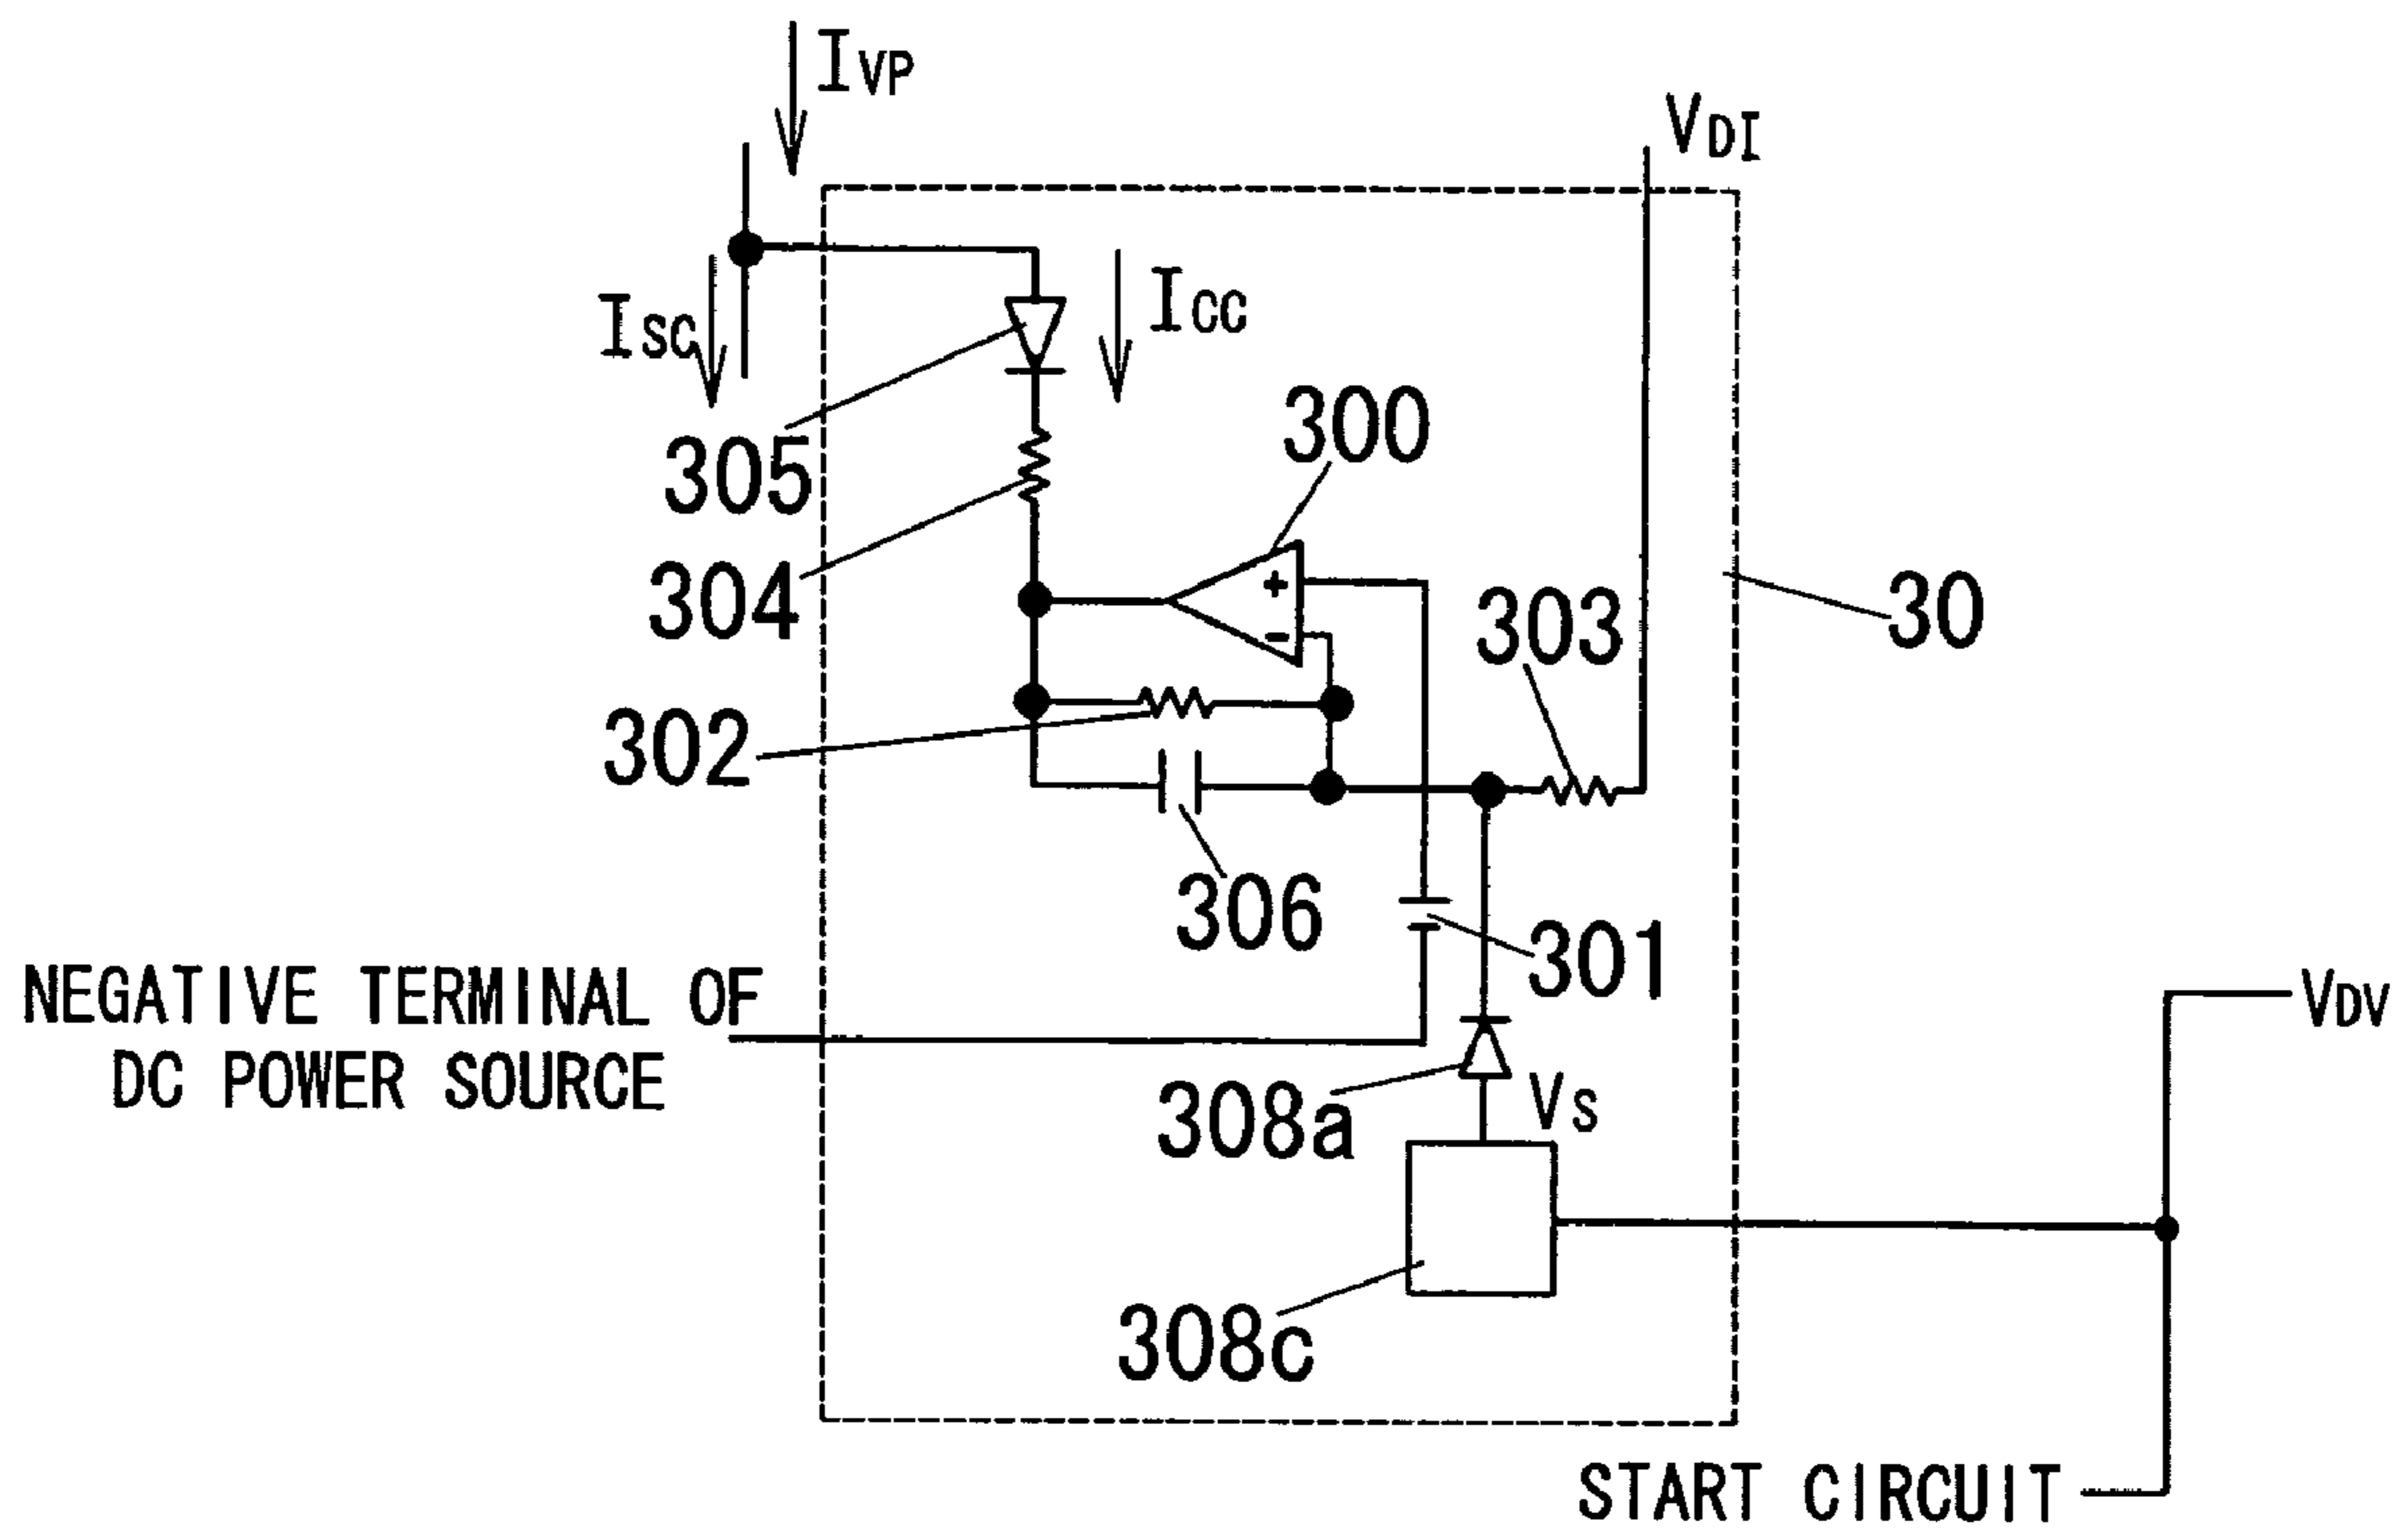 IVP
VDI
ISC
ICC
300
305
304
303
30
302
306
301
NEGATIVE TERMINAL OF
DC POWER SOURCE
VDV
308a
VS
308c
START CIRCUIT
+
-